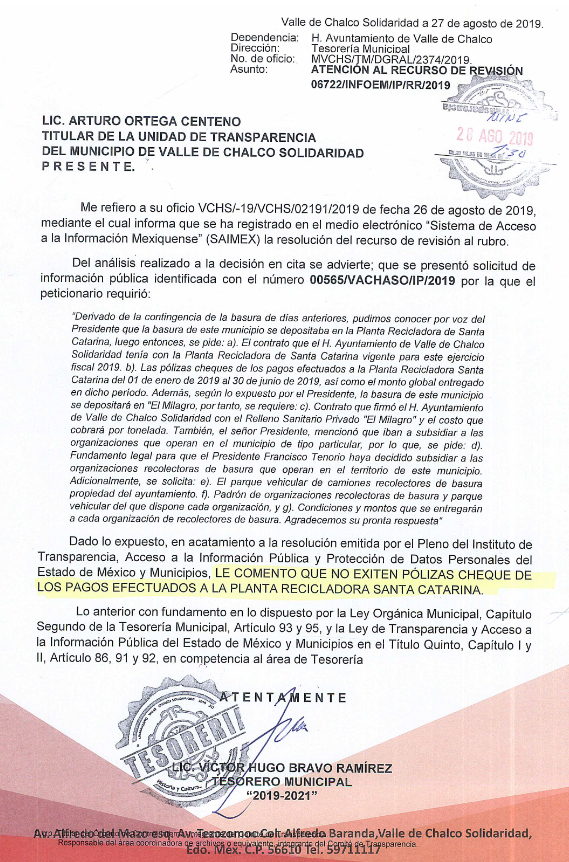 Valle de Chalco Solidaridad a 27 de agosto de 2019.
Dependencia: H. Avuntamiento de Valle de Chalco
Dirección: Tesorería Municipal
No. de oficio: MVCHS/TM/DGRAL/2374/2019.
Asunto: ATENCIÓN AL RECURSO DE REVISIÓN
06722/INFOEM/IP/RR/2019
28 AGO 2019
LIC. ARTURO ORTEGA CENTENO
TITULAR DE LA UNIDAD DE TRANSPARENCIA
DEL MUNICIPIO DE VALLE DE CHALCO SOLIDARIDAD
P R E S E N T E.
Me refiero a su oficio VCHS/-19/VCHS/02191/2019 de fecha 26 de agosto de 2019,
mediante el cual informa que se ha registrado en el medio electrónico “Sistema de Acceso
a la Información Mexiquense” (SAIMEX) la resolución del recurso de revisión al rubro.
Del análisis realizado a la decisión en cita se advierte; que se presentó solicitud de
información pública identificada con el número 00565/VACHASO/IP/2019 por la que el
peticionario requirió:
"Derivado de la contingencia de la basura de días anteriores, pudimos conocer por voz del
Presidente que la basura de este municipio se depositaba en la Planta Recicladora de Santa
Catarina, luego entonces, se pide: a). El contrato que el H. Ayuntamiento de Valle de Chalco
Solidaridad tenía con la Planta Recicladora de Santa Catarina vigente para este ejercicio
fiscal 2019. b). Las pólizas cheques de los pagos efectuados a la Planta Recicladora Santa
Catarina del 01 de enero de 2019 al 30 de junio de 2019, así como el monto global entregado
en dicho período. Además, según lo expuesto por el Presidente, la basura de este municipio
se depositará en "El Milagro, por tanto, se requiere: c). Contrato que firmó el H. Ayuntamiento
de Valle de Chalco Solidaridad con el Relleno Sanitario Privado "El Milagro" y el costo que
cobrará por tonelada. También, el señor Presidente, mencionó que iban a subsidiar a las
organizaciones que operan en el municipio de tipo particular, por lo que, se pide: d).
Fundamento legal para que el Presidente Francisco Tenorio haya decidido subsidiar a las
organizaciones recolectoras de basura que operan en el territorio de este municipio.
Adicionalmente, se solicita: e). El parque vehicular de camiones recolectores de basura
propiedad del ayuntamiento. f). Padrón de organizaciones recolectoras de basura y parque
vehicular del que dispone cada organización, y g). Condiciones y montos que se entregarán
a cada organización de recolectores de basura. Agradecemos su pronta respuesta"
Dado lo expuesto, en acatamiento a la resolución emitida por el Pleno del Instituto de
Transparencia, Acceso a la Información Pública y Protección de Datos Personales del
Estado de México y Municipios, LE COMENTO QUE NO EXITEN PÓLIZAS CHEQUE DE
LOS PAGOS EFECTUADOS A LA PLANTA RECICLADORA SANTA CATARINA.
Lo anterior con fundamento en lo dispuesto por la Ley Orgánica Municipal, Capítulo
Segundo de la Tesorería Municipal, Artículo 93 y 95, y la Ley de Transparencia y Acceso a
la Información Pública del Estado de México y Municipios en el Título Quinto, Capítulo I y
II, Artículo 86, 91 y 92, en competencia al área de Tesorería
A T E N T A M E N T E
TESORERÍA
LIC. VÍCTOR HUGO BRAVO RAMÍREZ
TESORERO MUNICIPAL
“2019-2021”
Av. Alfredo del Mazo esq. Av. Tezozomoc Col. Alfredo Baranda, Valle de Chalco Solidaridad,
Responsable del área coordinadora de archivos o equivalente, integrante del Comité de Transparencia.
Edo. Méx. C.P. 56610 Tel. 59711117